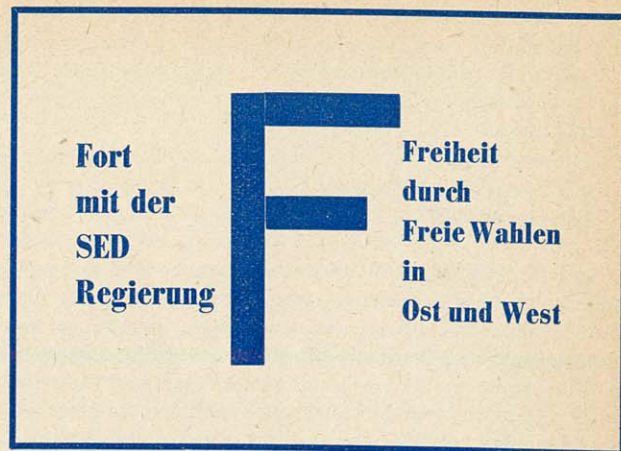 Fort
mit der
SED
Regierung
F
Freiheit
durch
Freie Wahlen
in
Ost und West